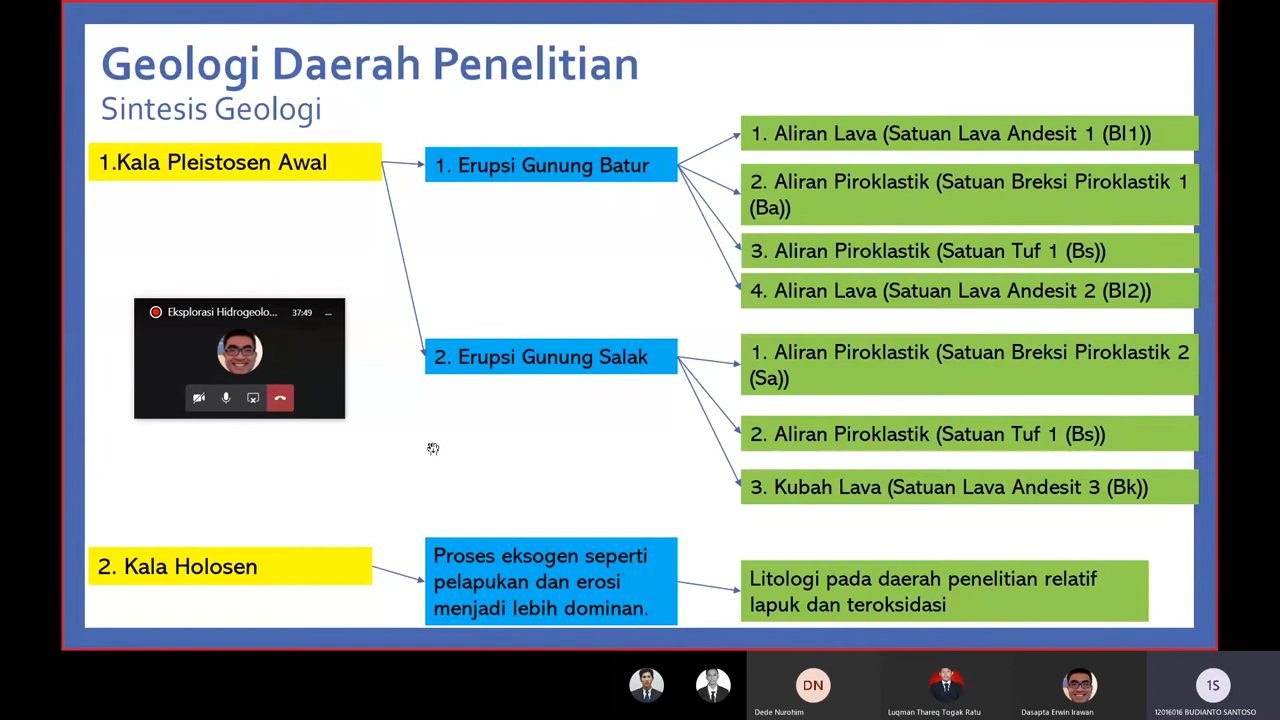 Geologi Daerah Penelitian
Sintesis Geologi
1.Kala Pleistosen Awal
1. Erupsi Gunung Batur
1. Aliran Lava (Satuan Lava Andesit 1 (Bl1))
2. Aliran Piroklastik (Satuan Breksi Piroklastik 1
(Ba))
3. Aliran Piroklastik (Satuan Tuf 1 (Bs))
4. Aliran Lava (Satuan Lava Andesit 2 (Bl2))
Eksplorasi Hidrogeolo... 37:49
2. Erupsi Gunung Salak
1. Aliran Piroklastik (Satuan Breksi Piroklastik 2
(Sa))
2. Aliran Piroklastik (Satuan Tuf 1 (Bs))
3. Kubah Lava (Satuan Lava Andesit 3 (Bk))
2. Kala Holosen
Proses eksogen seperti
pelapukan dan erosi
menjadi lebih dominan.
Litologi pada daerah penelitian relatif
lapuk dan teroksidasi
DN
1S
Dede Nurohim
Luqman Thareq Togak Ratu
Dasapta Erwin Irawan
12016016 BUDIANTO SANTOSO